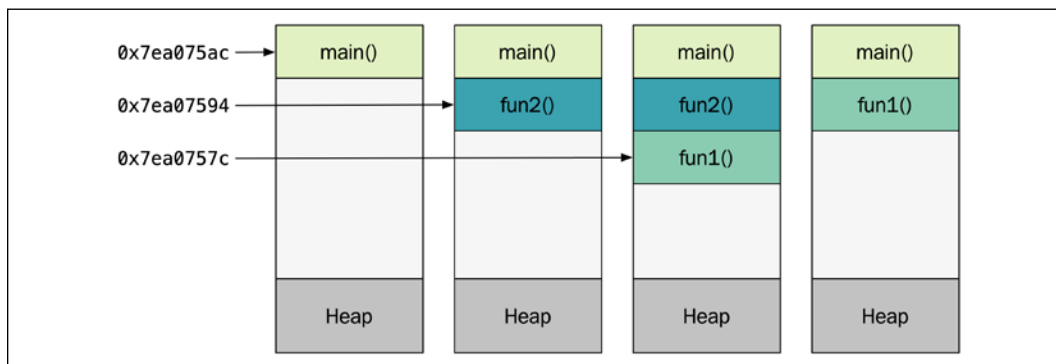 0x7ea075ac main() main() main() main()
0x7ea07594 fun2() fun2() fun1()
0x7ea0757c fun1()
Heap Heap Heap Heap